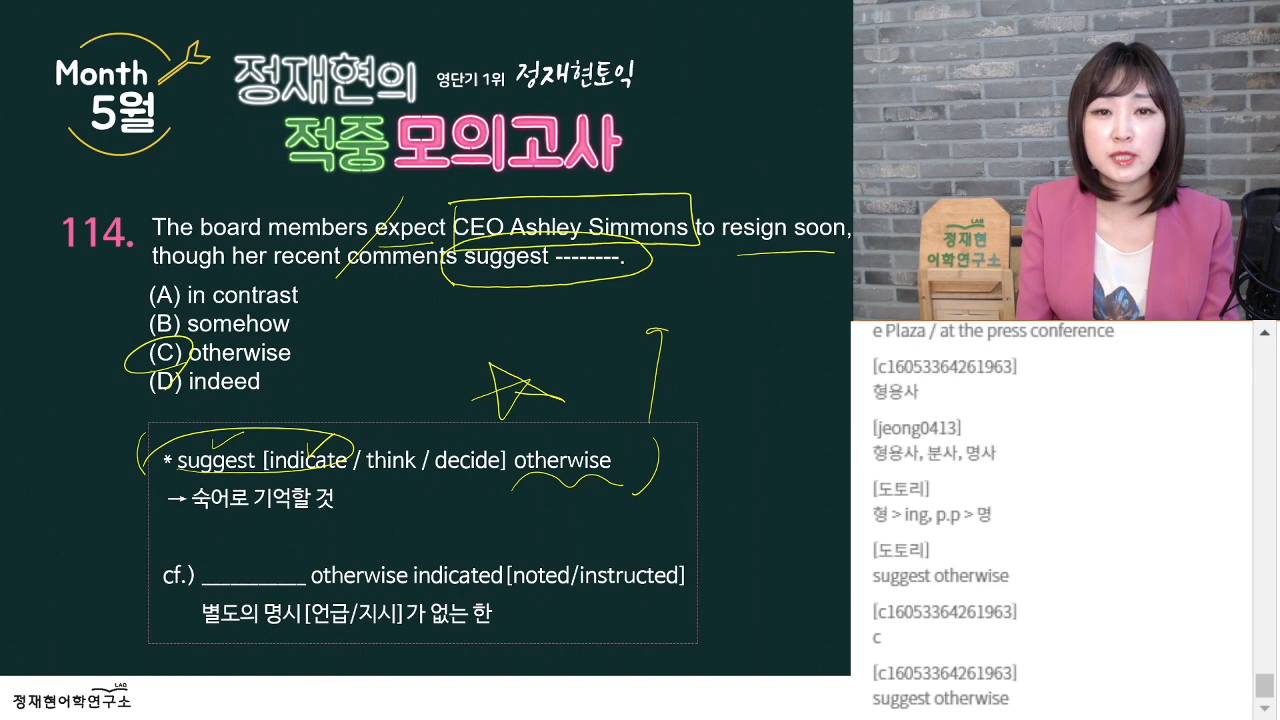 Month
5월
정재현의
영단기 1위 정재현토익
적중 모의고사
114. The board members expect CEO Ashley Simmons to resign soon,
though her recent comments suggest --------.
(A) in contrast
(B) somehow
(C) otherwise
(D) indeed
* suggest [indicate / think / decide] otherwise
→ 숙어로 기억할 것
cf.) _________ otherwise indicated[noted/instructed]
별도의 명시[언급/지시]가 없는 한
LAB
정재현어학연구소
LAB
정재현
어학연구소
e Plaza / at the press conference
[c16053364261963]
형용사
[jeong0413]
형용사, 분사, 명사
[도토리]
형 > ing, p.p > 명
[도토리]
suggest otherwise
[c16053364261963]
c
[c16053364261963]
suggest otherwise